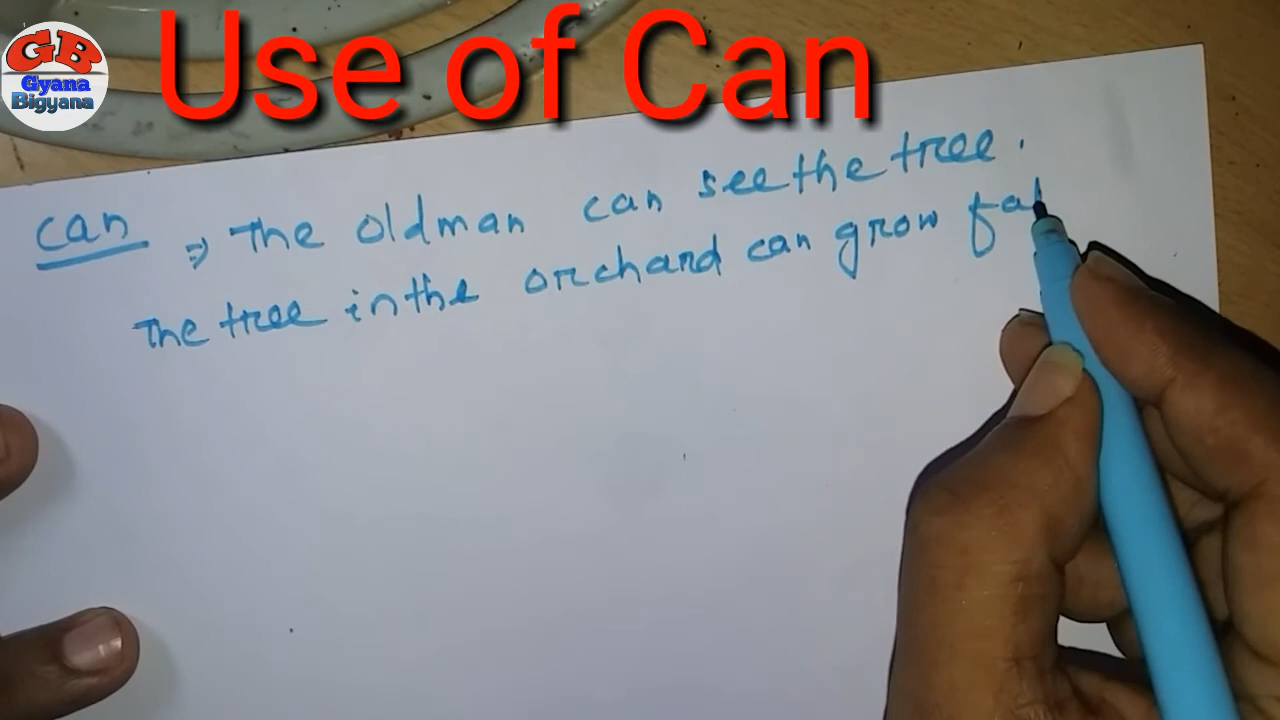 GB
Gyana
Bigyana
Use of Can
can ⇒ The oldman can see the tree.
The tree in the orchard can grow